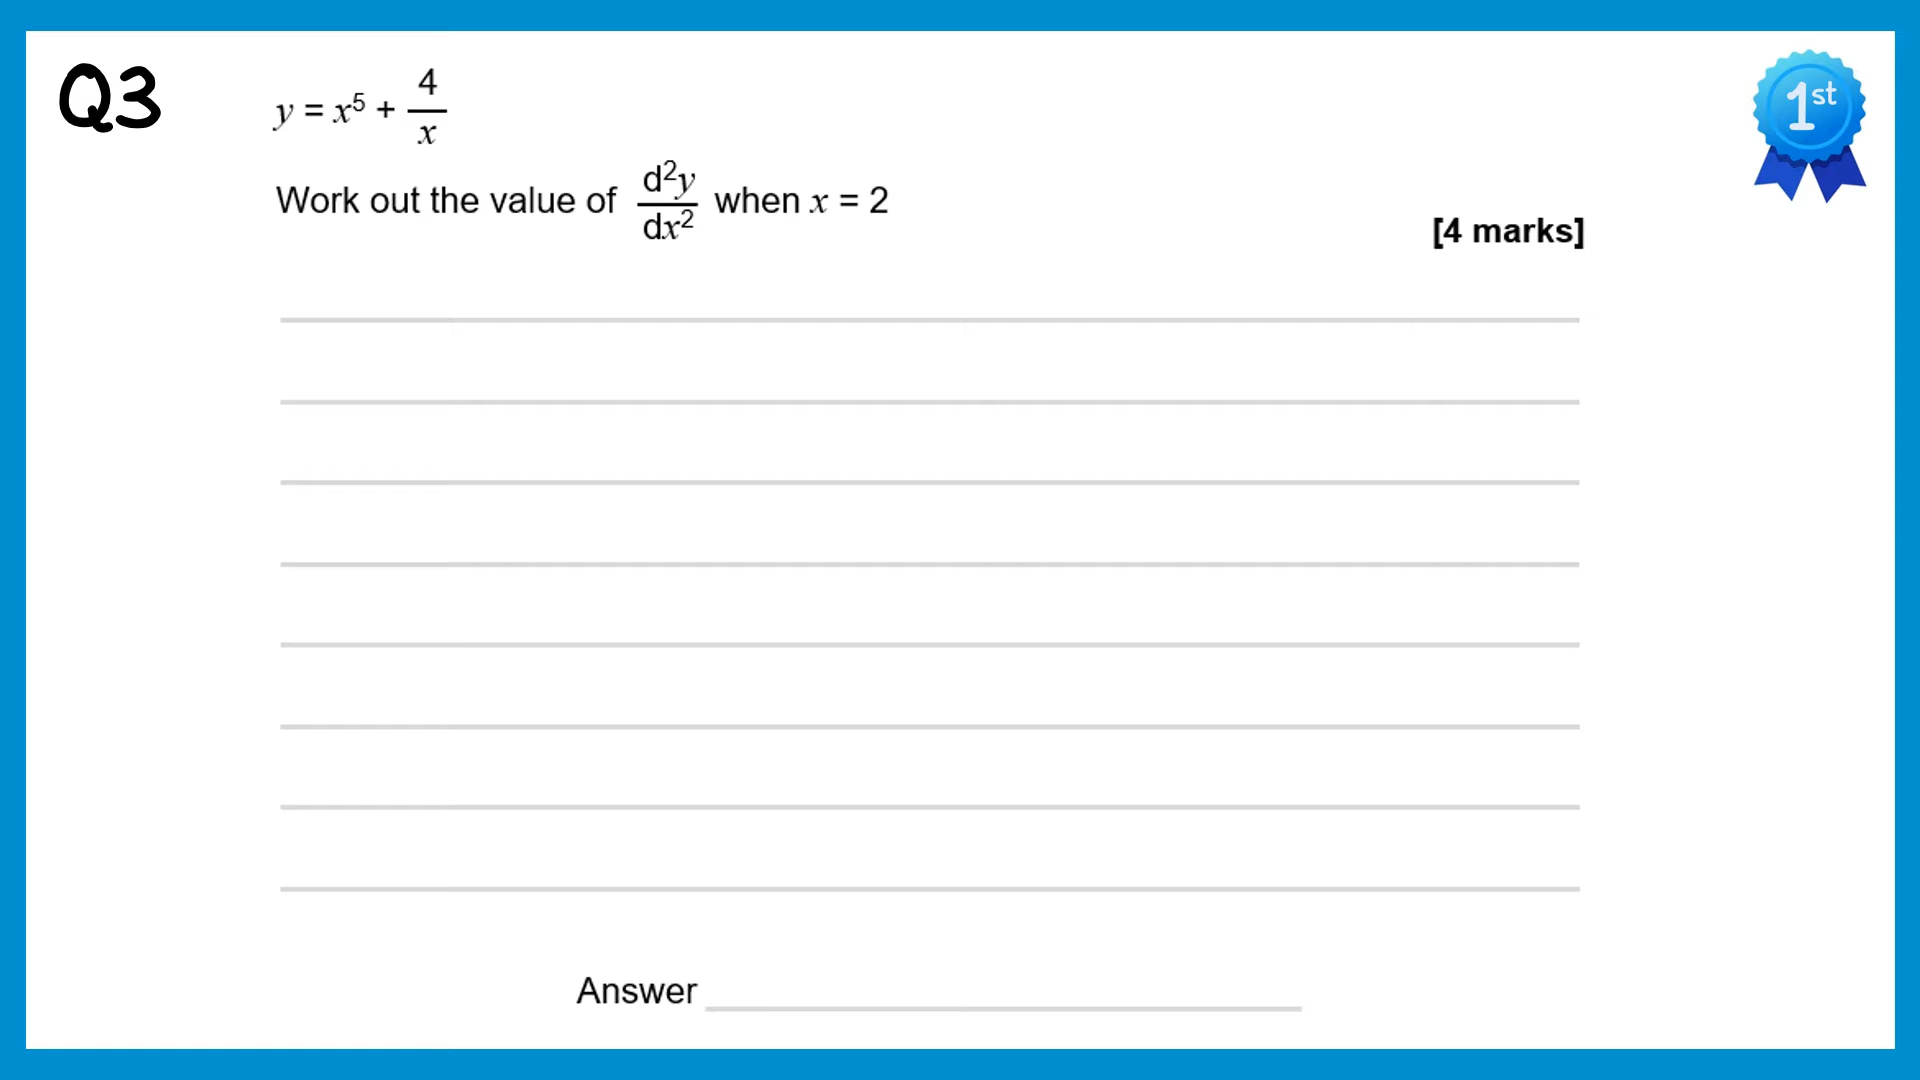 Q3
y = x⁵ + 4/x
1st
Work out the value of d²y/dx² when x = 2
[4 marks]
Answer